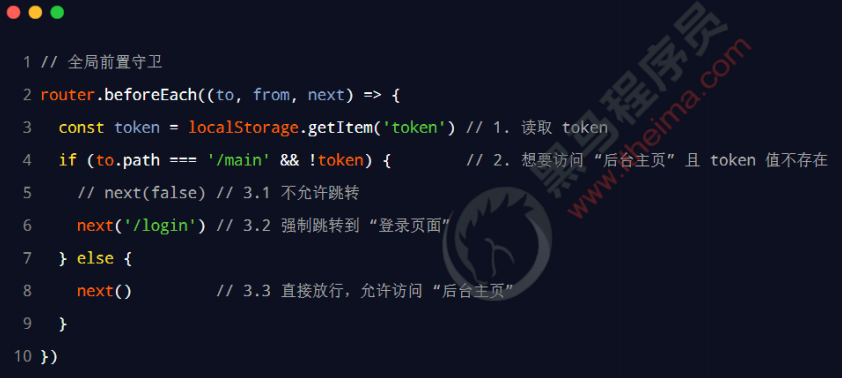 1 // 全局前置守卫
2 router.beforeEach((to, from, next) => {
3   const token = localStorage.getItem('token') // 1. 读取 token
4   if (to.path === '/main' && !token) {        // 2. 想要访问 “后台主页” 且 token 值不存在
5     // next(false) // 3.1 不允许跳转
6     next('/login') // 3.2 强制跳转到 “登录页面”
7   } else {
8     next()         // 3.3 直接放行，允许访问 “后台主页”
9   }
10 })
黑马程序员
www.itheima.com